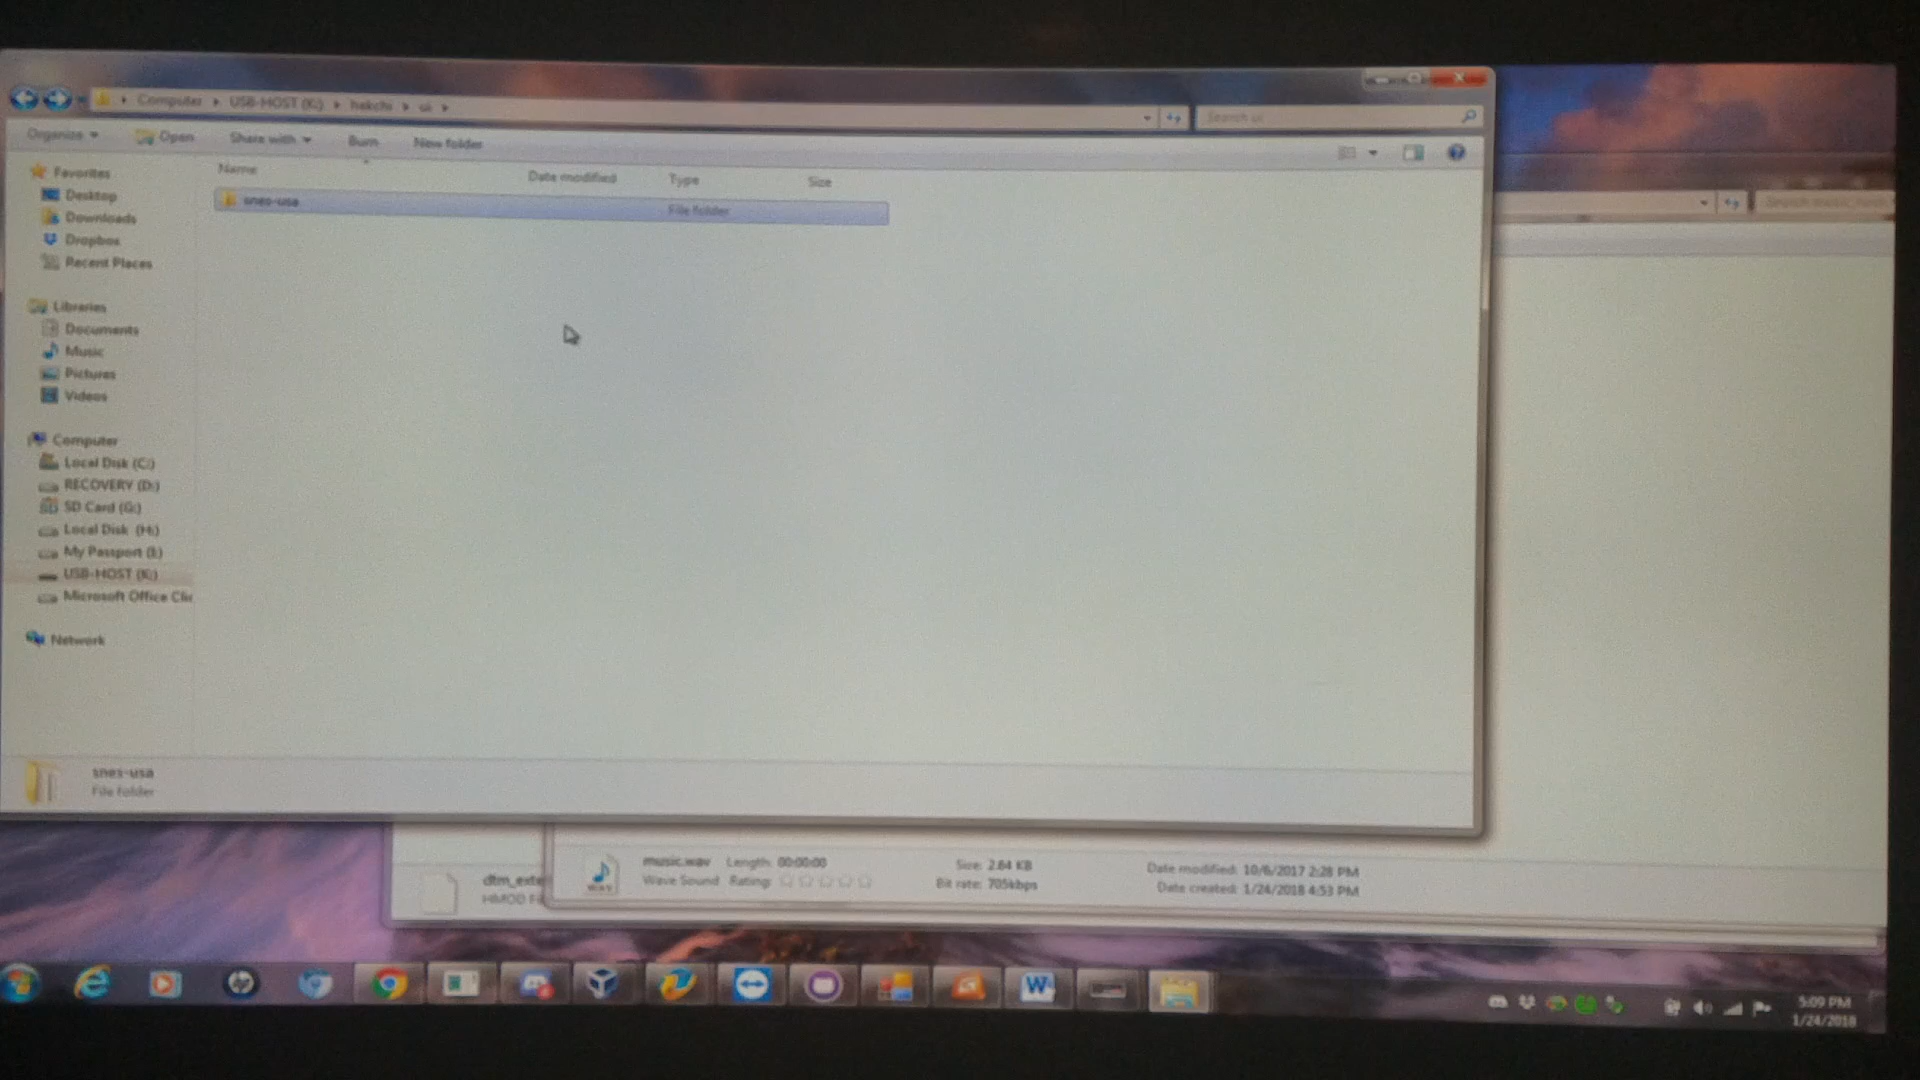 Computer ▸ USB-HOST (K:) ▸ hakchi ▸ ui ▸
Search ui
Organize Open Share with Burn New folder
Name Date modified Type Size
snes-usa File folder
Favorites
Desktop
Downloads
Dropbox
Recent Places
Libraries
Documents
Music
Pictures
Videos
Computer
Local Disk (C:)
RECOVERY (D:)
SD Card (G:)
Local Disk (H:)
My Passport (I:)
USB-HOST (K:)
Microsoft Office Clic
Network
snes-usa
File folder
dtm_exte
HMOD Fi
music.wav Length: 00:00:00 Size: 2.64 KB Date modified: 10/6/2017 2:28 PM
Wave Sound Rating: Bit rate: 705kbps Date created: 1/24/2018 4:53 PM
5:09 PM
1/24/2018